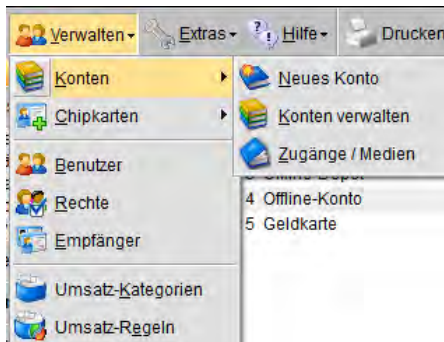 Verwalten Extras Hilfe Drucken
Konten
Neues Konto
Chipkarten
Konten verwalten
Zugänge / Medien
Benutzer
Rechte
4 Offline-Konto
5 Geldkarte
Empfänger
Umsatz-Kategorien
Umsatz-Regeln